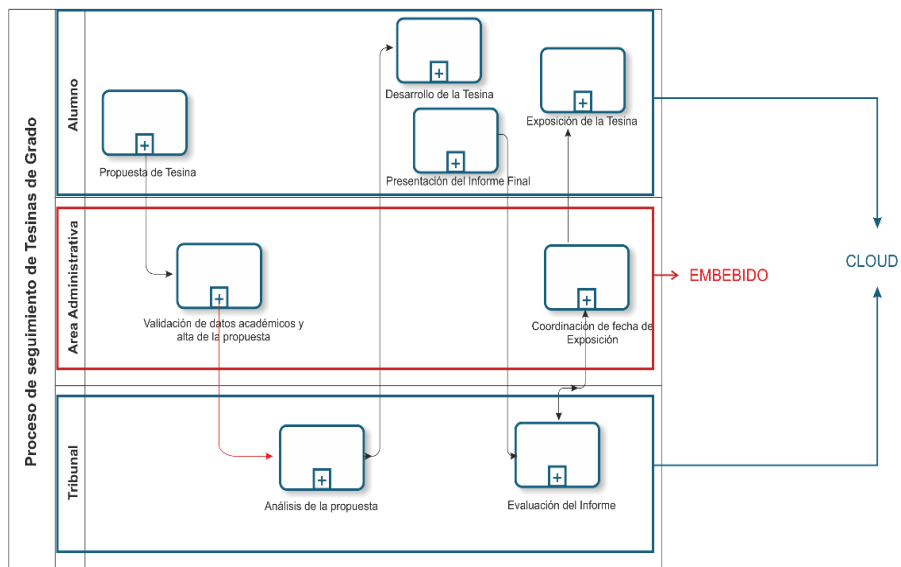 Proceso de seguimiento de Tesinas de Grado
Alumno
Propuesta de Tesina
Desarrollo de la Tesina
Presentación del Informe Final
Exposición de la Tesina
Area Administrativa
Validación de datos académicos y
alta de la propuesta
Coordinación de fecha de
Exposición
EMBEBIDO
CLOUD
Tribunal
Análisis de la propuesta
Evaluación del Informe